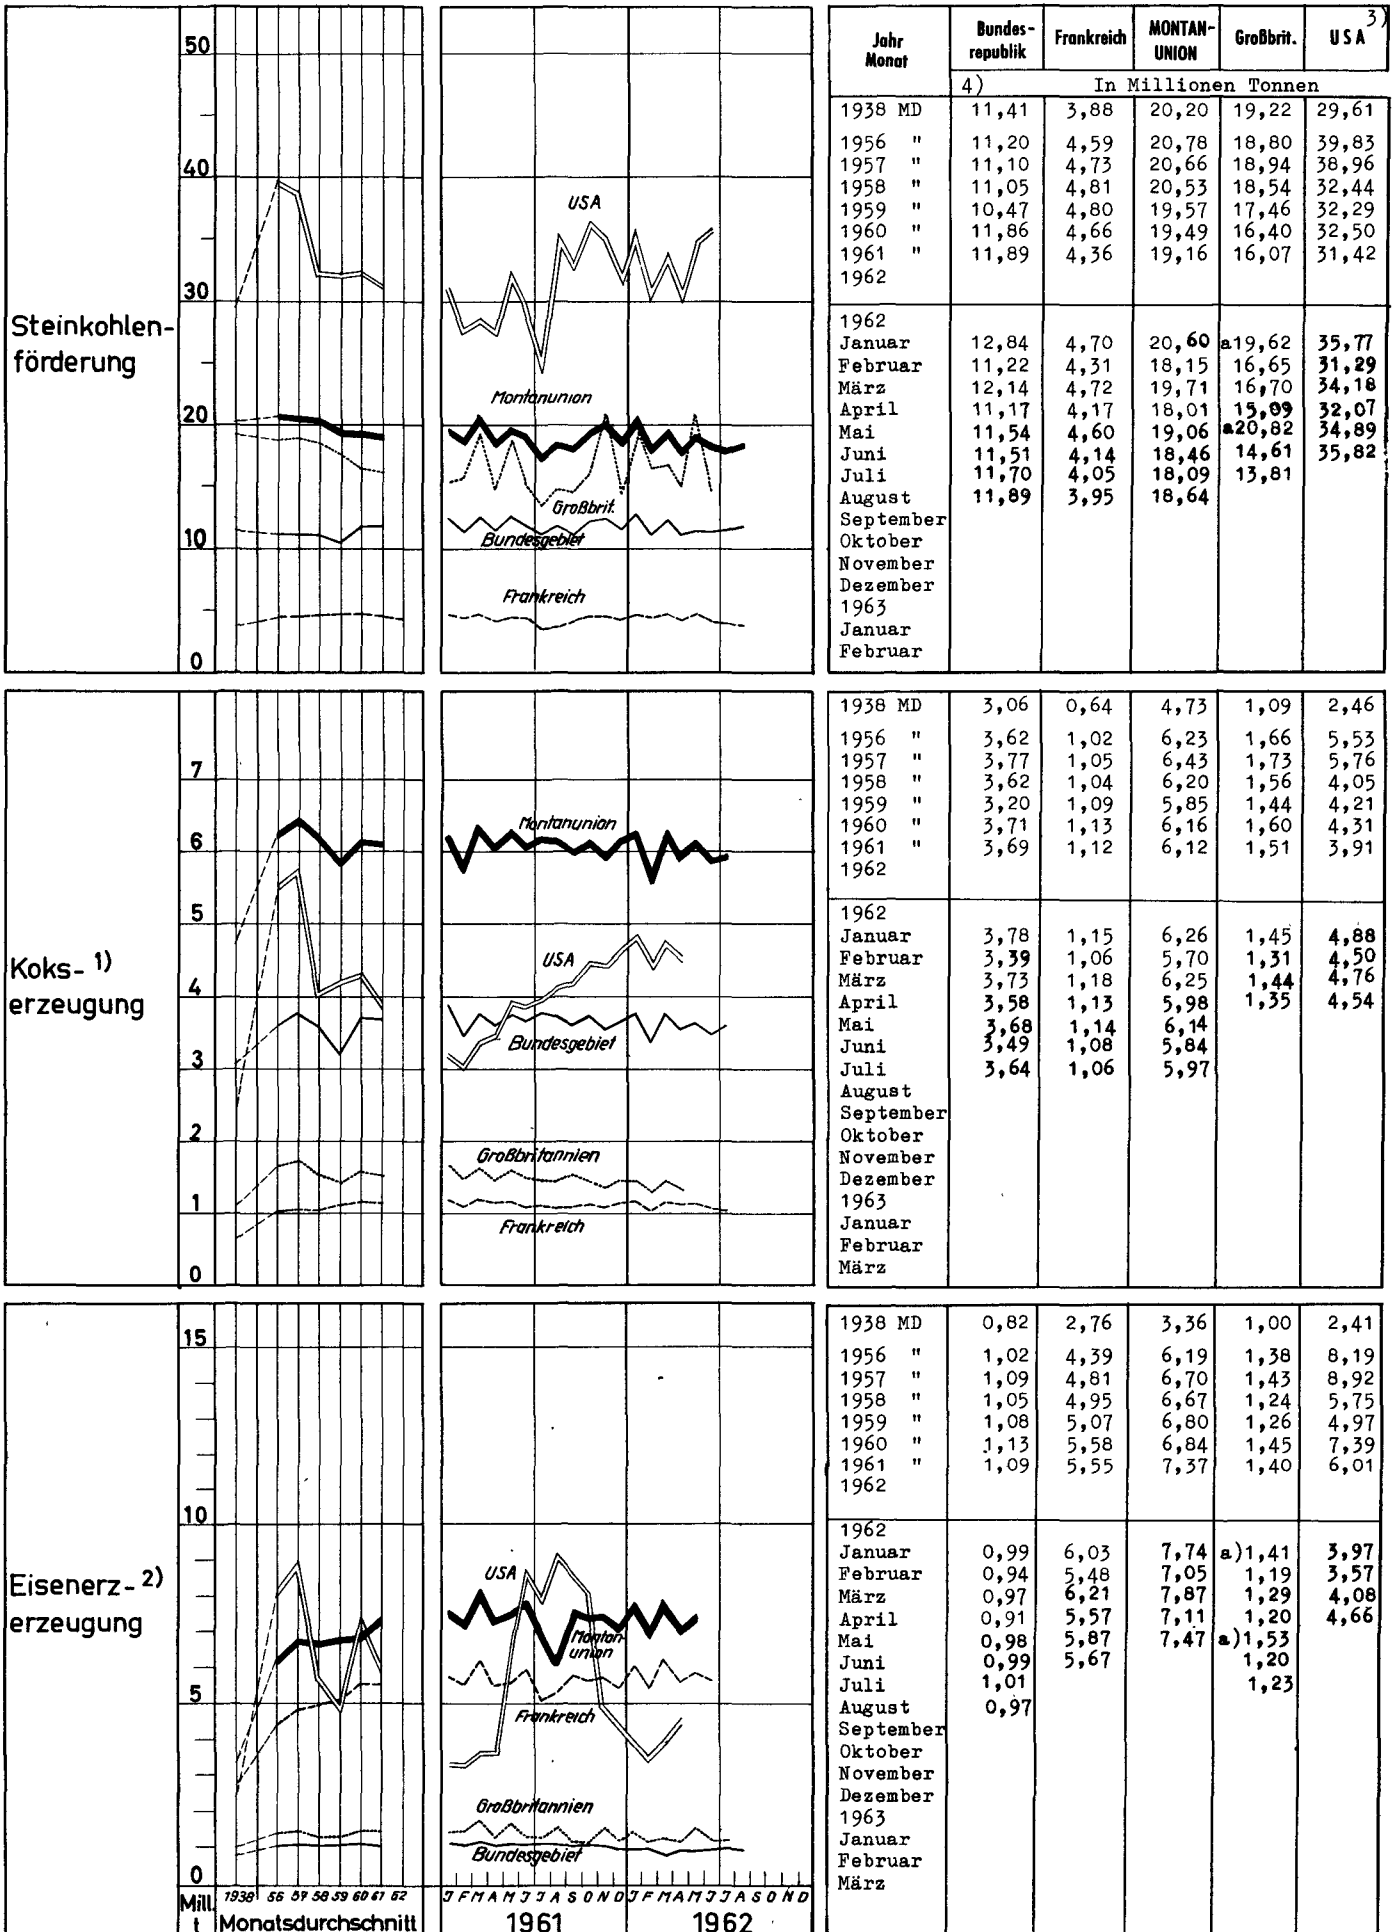 50
40
30
20
10
0
Steinkohlen-
förderung
USA
Montanunion
Großbrit.
Bundesgebiet
Frankreich
Jahr Monat Bundes-republik Frankreich MONTAN-UNION Großbrit. USA 3)
4) In Millionen Tonnen
1938 MD 11,41 3,88 20,20 19,22 29,61
1956 " 11,20 4,59 20,78 18,80 39,83
1957 " 11,10 4,73 20,66 18,94 38,96
1958 " 11,05 4,81 20,53 18,54 32,44
1959 " 10,47 4,80 19,57 17,46 32,29
1960 " 11,86 4,66 19,49 16,40 32,50
1961 " 11,89 4,36 19,16 16,07 31,42
1962
1962
Januar 12,84 4,70 20,60 a19,62 35,77
Februar 11,22 4,31 18,15 16,65 31,29
März 12,14 4,72 19,71 16,70 34,18
April 11,17 4,17 18,01 15,09 32,07
Mai 11,54 4,60 19,06 a20,82 34,89
Juni 11,51 4,14 18,46 14,61 35,82
Juli 11,70 4,05 18,09 13,81
August 11,89 3,95 18,64
September
Oktober
November
Dezember
1963
Januar
Februar
7
6
5
4
3
2
1
0
Koks- 1)
erzeugung
Montanunion
USA
Bundesgebiet
Großbritannien
Frankreich
1938 MD 3,06 0,64 4,73 1,09 2,46
1956 " 3,62 1,02 6,23 1,66 5,53
1957 " 3,77 1,05 6,43 1,73 5,76
1958 " 3,62 1,04 6,20 1,56 4,05
1959 " 3,20 1,09 5,85 1,44 4,21
1960 " 3,71 1,13 6,16 1,60 4,31
1961 " 3,69 1,12 6,12 1,51 3,91
1962
1962
Januar 3,78 1,15 6,26 1,45 4,88
Februar 3,39 1,06 5,70 1,31 4,50
März 3,73 1,18 6,25 1,44 4,76
April 3,58 1,13 5,98 1,35 4,54
Mai 3,68 1,14 6,14
Juni 3,49 1,08 5,84
Juli 3,64 1,06 5,97
August
September
Oktober
November
Dezember
1963
Januar
Februar
März
15
10
5
0
Eisenerz- 2)
erzeugung
USA
Montan-
union
Frankreich
Großbritannien
Bundesgebiet
1938 MD 0,82 2,76 3,36 1,00 2,41
1956 " 1,02 4,39 6,19 1,38 8,19
1957 " 1,09 4,81 6,70 1,43 8,92
1958 " 1,05 4,95 6,67 1,24 5,75
1959 " 1,08 5,07 6,80 1,26 4,97
1960 " 1,13 5,58 6,84 1,45 7,39
1961 " 1,09 5,55 7,37 1,40 6,01
1962
1962
Januar 0,99 6,03 7,74 a)1,41 3,97
Februar 0,94 5,48 7,05 1,19 3,57
März 0,97 6,21 7,87 1,29 4,08
April 0,91 5,57 7,11 1,20 4,66
Mai 0,98 5,87 7,47 a)1,53
Juni 0,99 5,67 1,20
Juli 1,01 1,23
August 0,97
September
Oktober
November
Dezember
1963
Januar
Februar
März
Mill. 1938 56 57 58 59 60 61 62 J F M A M J J A S O N D J F M A M J J A S O N D
t Monatsdurchschnitt 1961 1962